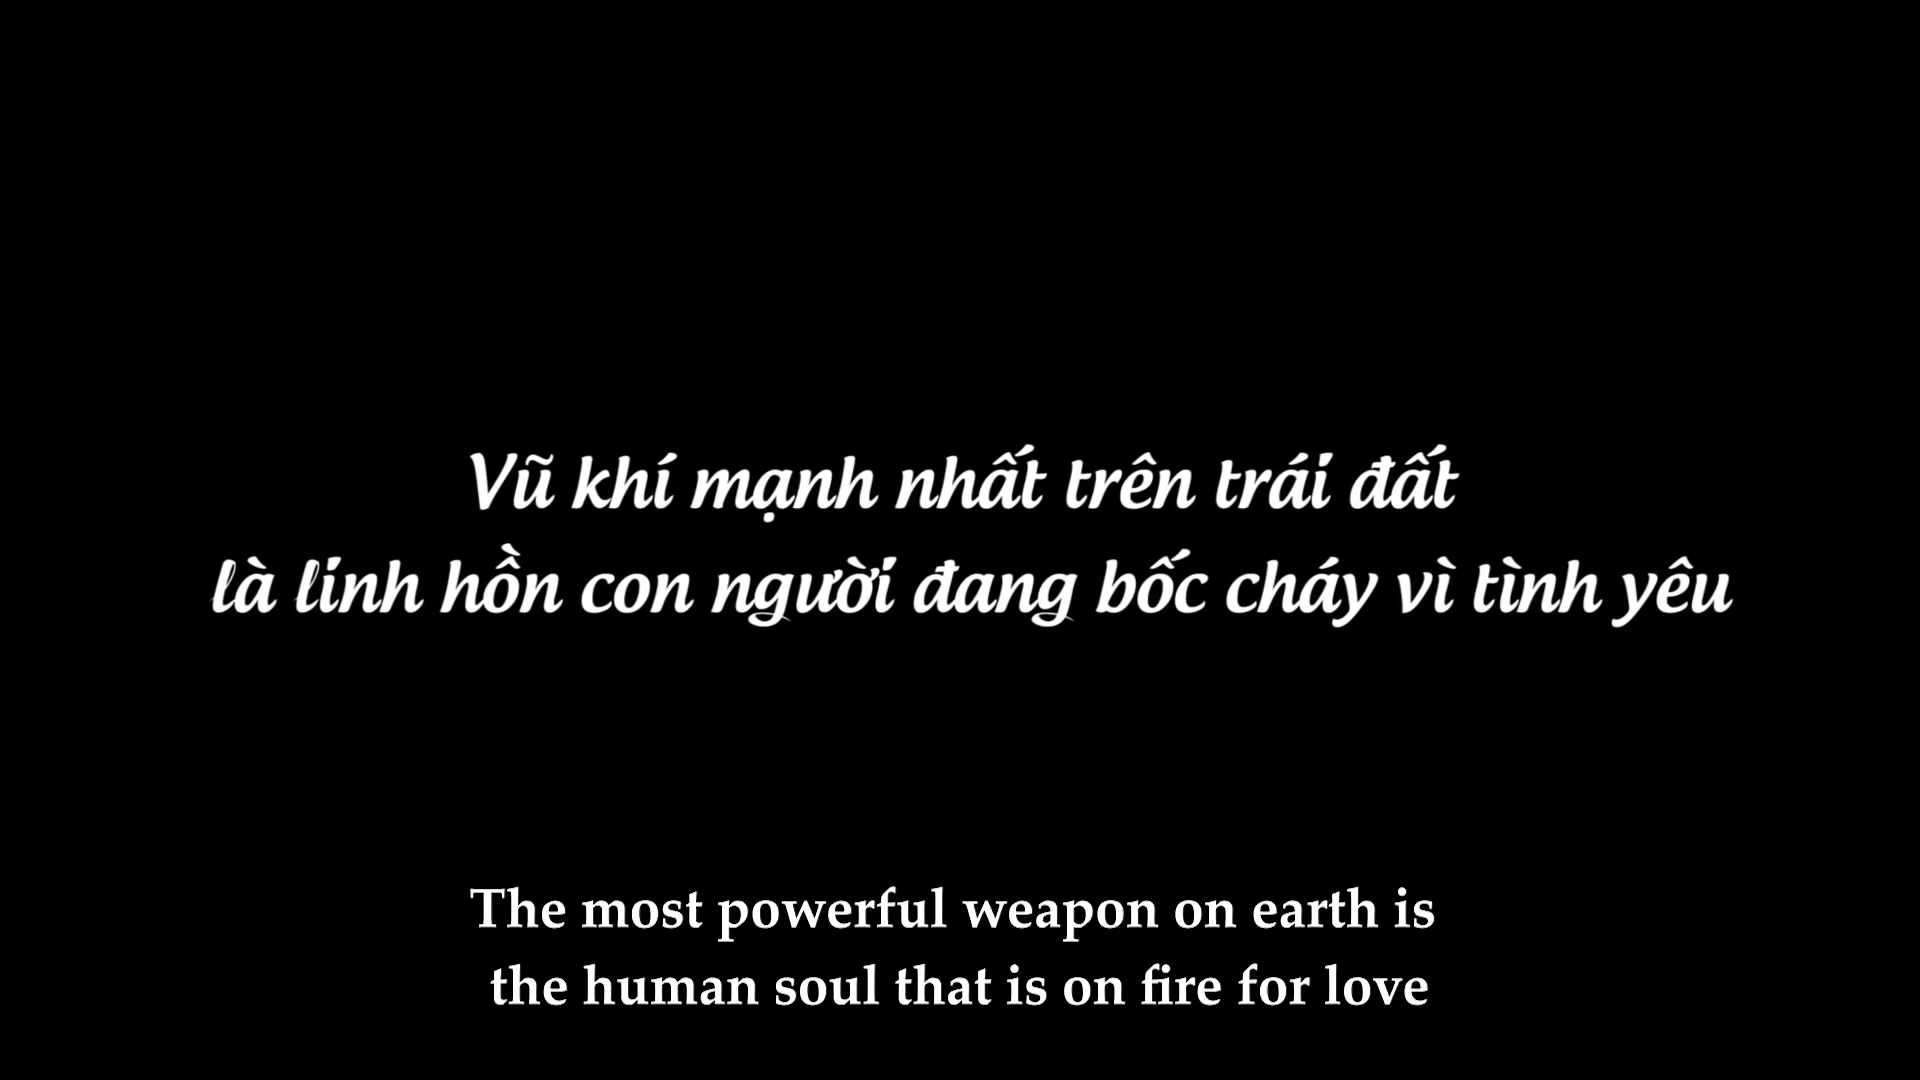 Vũ khí mạnh nhất trên trái đất
là linh hồn con người đang bốc cháy vì tình yêu
The most powerful weapon on earth is
the human soul that is on fire for love